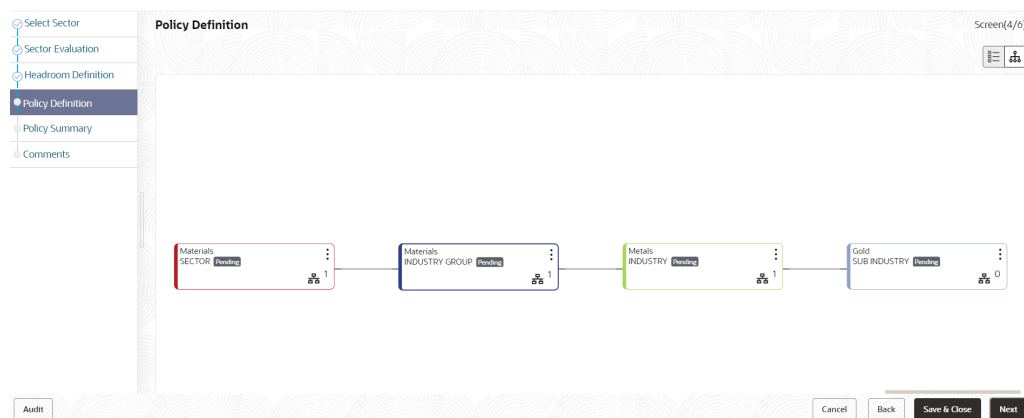 Select Sector
Sector Evaluation
Headroom Definition
Policy Definition
Policy Summary
Comments
Policy Definition
Screen(4/6)
Materials
SECTOR Pending
1
Materials
INDUSTRY GROUP Pending
1
Metals
INDUSTRY Pending
1
Gold
SUB INDUSTRY Pending
0
Audit
Cancel
Back
Save & Close
Next